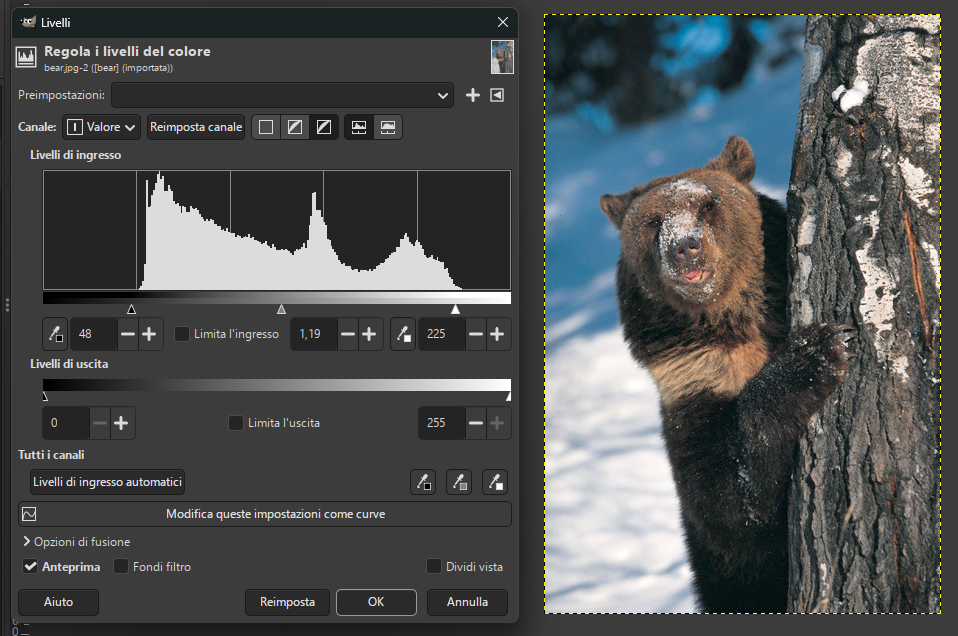 Livelli
Regola i livelli del colore
bear.jpg-2 ([bear] (importata))
Preimpostazioni:
Canale: Valore Reimposta canale
Livelli di ingresso
48 Limita l'ingresso 1,19 225
Livelli di uscita
0 Limita l'uscita 255
Tutti i canali
Livelli di ingresso automatici
Modifica queste impostazioni come curve
Opzioni di fusione
Anteprima Fondi filtro Dividi vista
Aiuto Reimposta OK Annulla